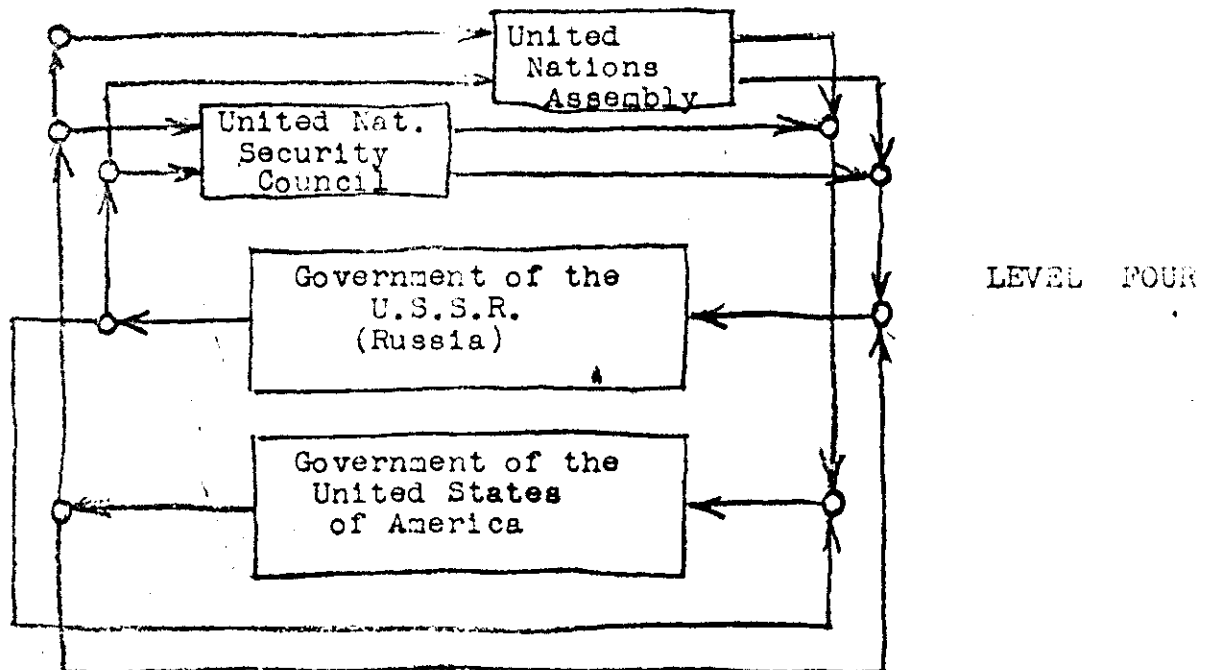 United
Nations
Assembly
United Nat.
Security
Council
Government of the
U.S.S.R.
(Russia)
LEVEL FOUR
Government of the
United States
of America